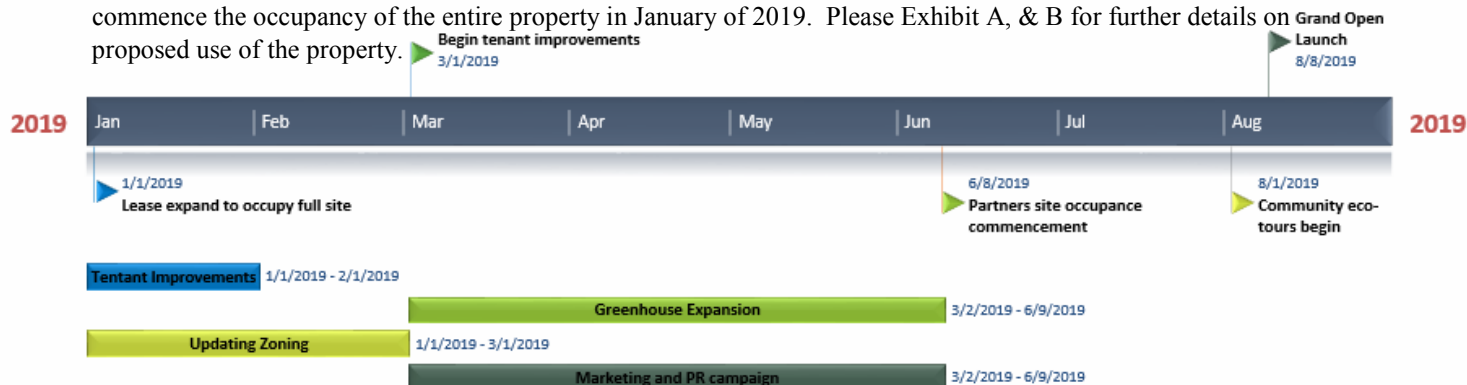 commence the occupancy of the entire property in January of 2019. Please Exhibit A, & B for further details on
proposed use of the property.
Begin tenant improvements
3/1/2019
Grand Open
Launch
8/8/2019
2019 Jan Feb Mar Apr May Jun Jul Aug 2019
1/1/2019
Lease expand to occupy full site
6/8/2019
Partners site occupance
commencement
8/1/2019
Community eco-
tours begin
Tentant Improvements 1/1/2019 - 2/1/2019
Greenhouse Expansion 3/2/2019 - 6/9/2019
Updating Zoning 1/1/2019 - 3/1/2019
Marketing and PR campaign 3/2/2019 - 6/9/2019